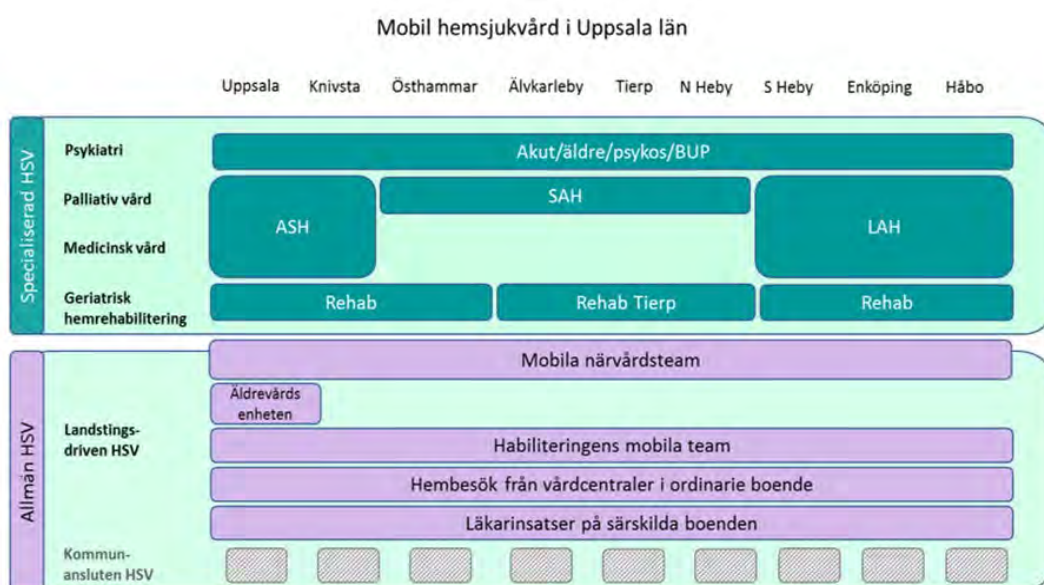 Mobil hemsjukvård i Uppsala län
Uppsala Knivsta Östhammar Älvkarleby Tierp N Heby S Heby Enköping Håbo
Specialiserad HSV
Psykiatri
Akut/äldre/psykos/BUP
Palliativ vård
SAH
ASH
LAH
Medicinsk vård
Geriatrisk
hemrehabilitering
Rehab
Rehab Tierp
Rehab
Allmän HSV
Mobila närvårdsteam
Äldrevårds
enheten
Landstings-
driven HSV
Habiliteringens mobila team
Hembesök från vårdcentraler i ordinarie boende
Läkarinsatser på särskilda boenden
Kommun-
ansluten HSV